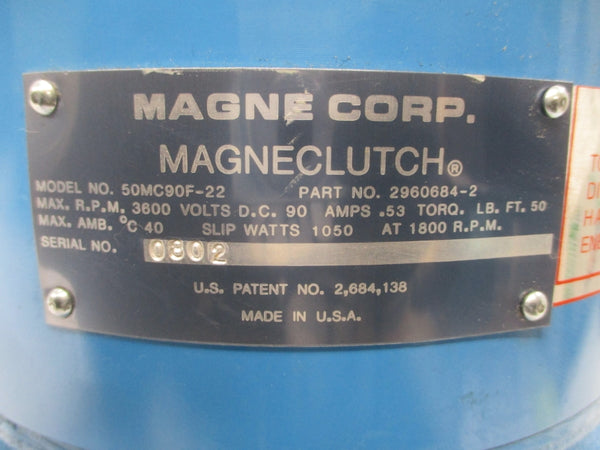 MAGNE CORP.
MAGNECLUTCH®
MODEL NO. 50MC90F-22 PART NO. 2960684-2
MAX. R.P.M. 3600 VOLTS D.C. 90 AMPS .53 TORQ. LB. FT. 50
MAX. AMB. °C 40 SLIP WATTS 1050 AT 1800 R.P.M.
SERIAL NO. 0302
U.S. PATENT NO. 2,684,138
MADE IN U.S.A.